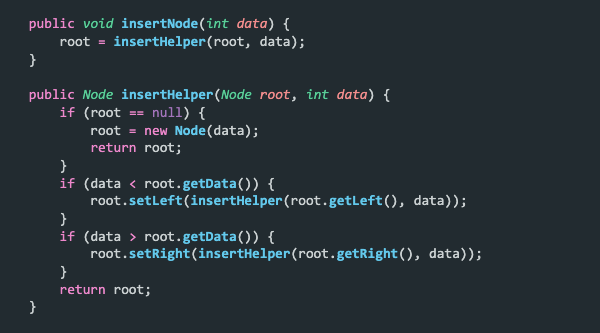 public void insertNode(int data) {
    root = insertHelper(root, data);
}

public Node insertHelper(Node root, int data) {
    if (root == null) {
        root = new Node(data);
        return root;
    }
    if (data < root.getData()) {
        root.setLeft(insertHelper(root.getLeft(), data));
    }
    if (data > root.getData()) {
        root.setRight(insertHelper(root.getRight(), data));
    }
    return root;
}